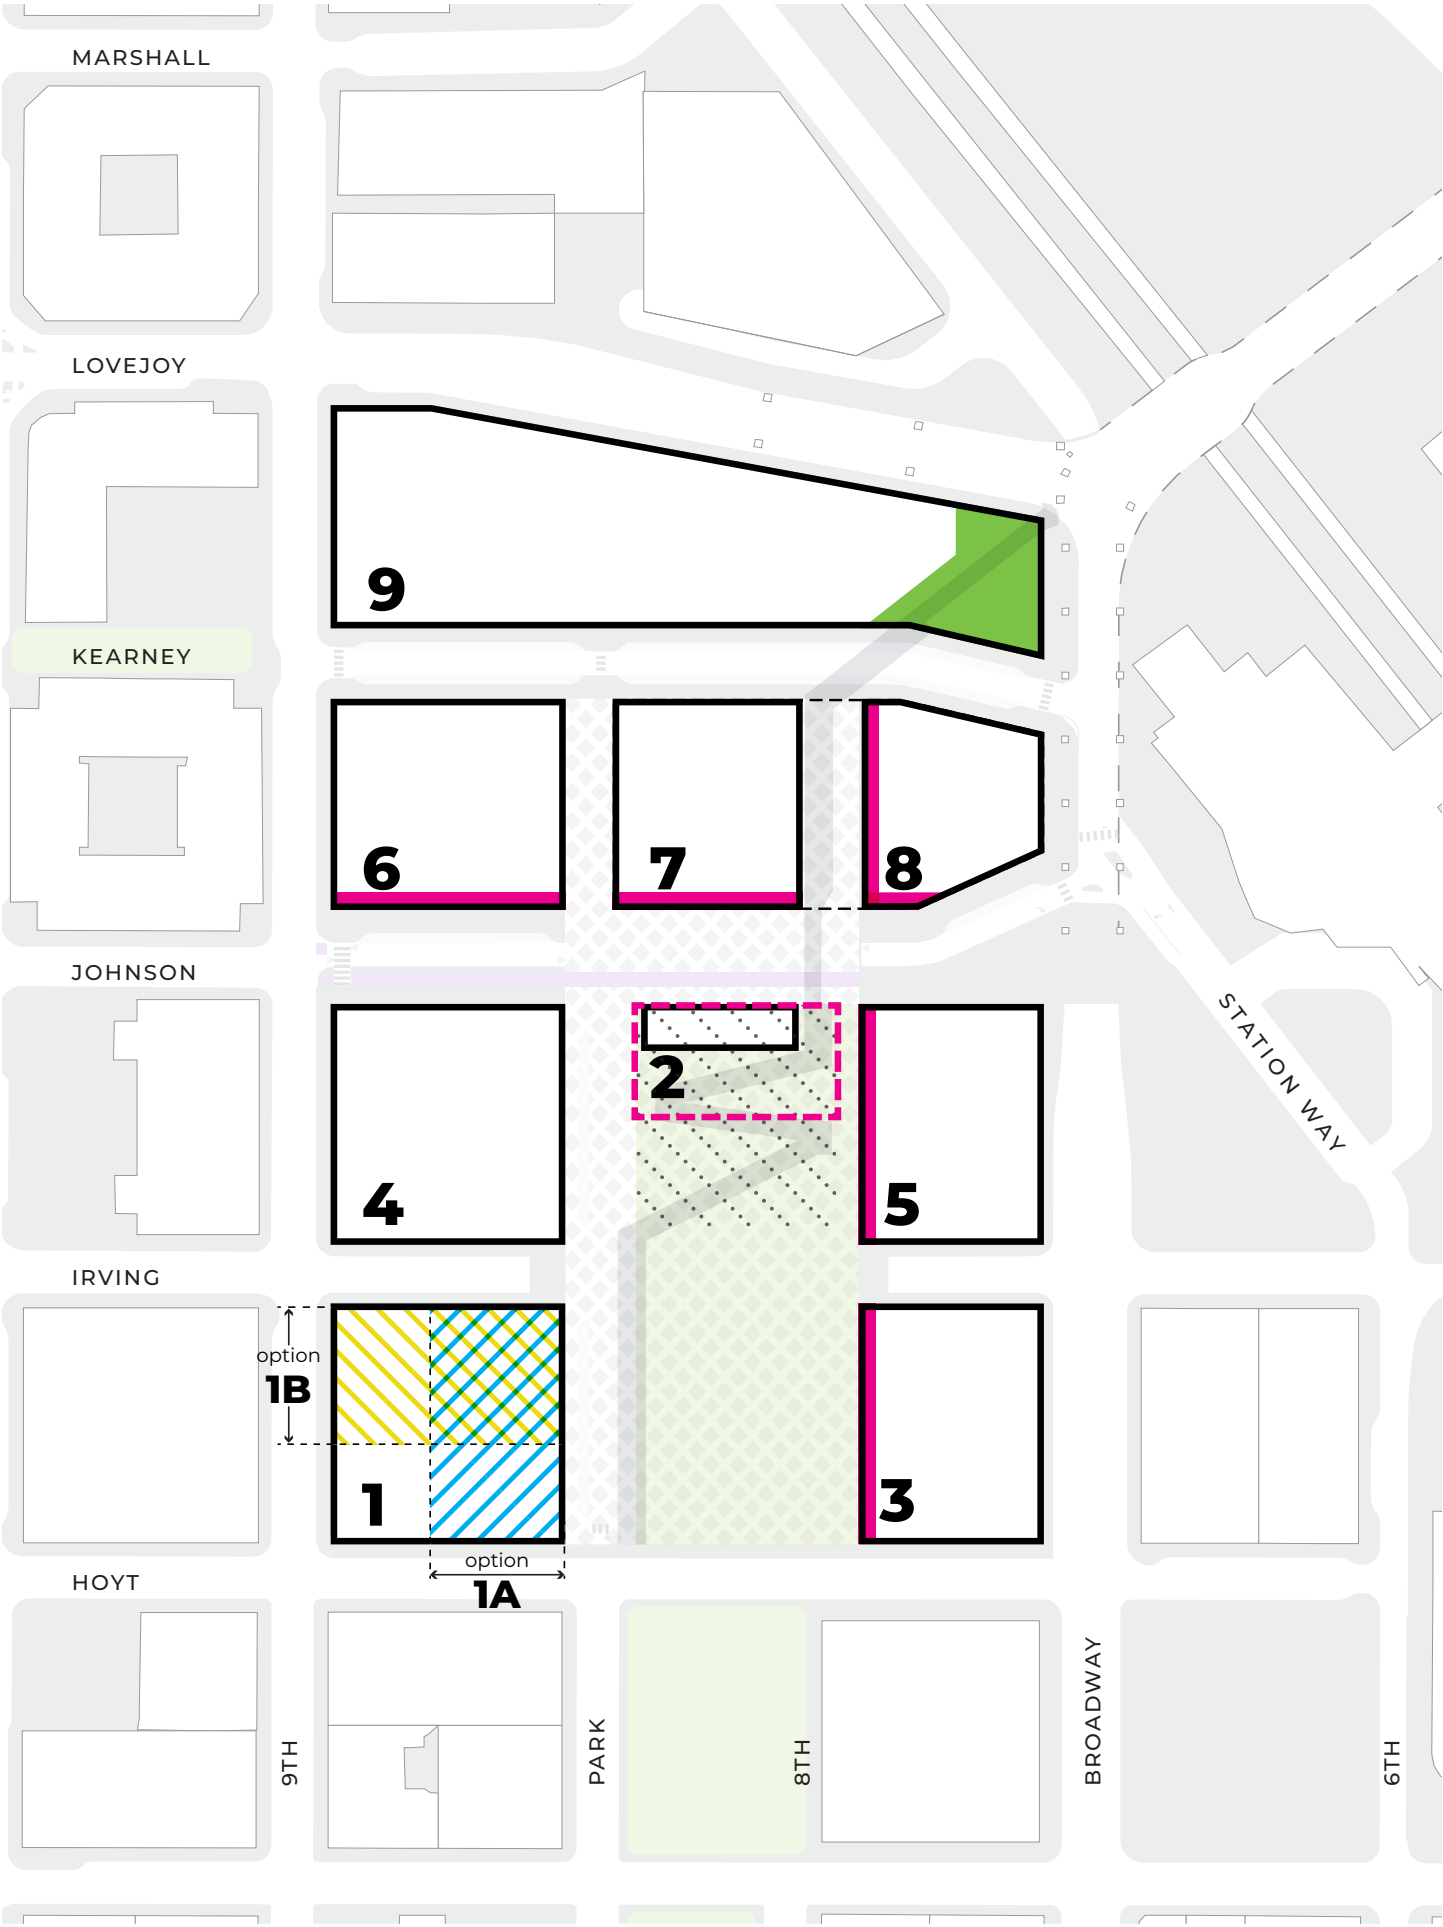 MARSHALL
LOVEJOY
9
KEARNEY
6
7
8
JOHNSON
STATION WAY
2
4
5
IRVING
option
1B
1
3
option
1A
HOYT
9TH
PARK
8TH
BROADWAY
6TH